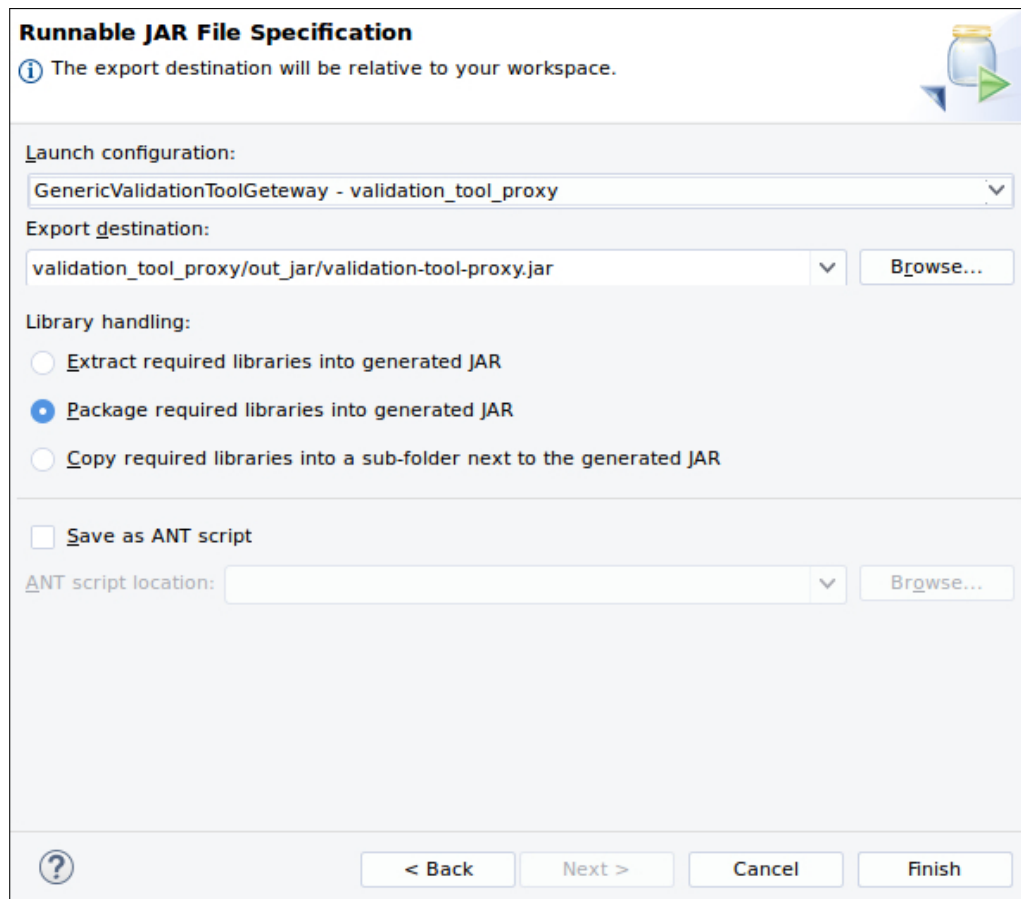 Runnable JAR File Specification
The export destination will be relative to your workspace.
Launch configuration:
GenericValidationToolGeteway - validation_tool_proxy
Export destination:
validation_tool_proxy/out_jar/validation-tool-proxy.jar
Browse...
Library handling:
Extract required libraries into generated JAR
Package required libraries into generated JAR
Copy required libraries into a sub-folder next to the generated JAR
Save as ANT script
ANT script location:
Browse...
?
< Back
Next >
Cancel
Finish